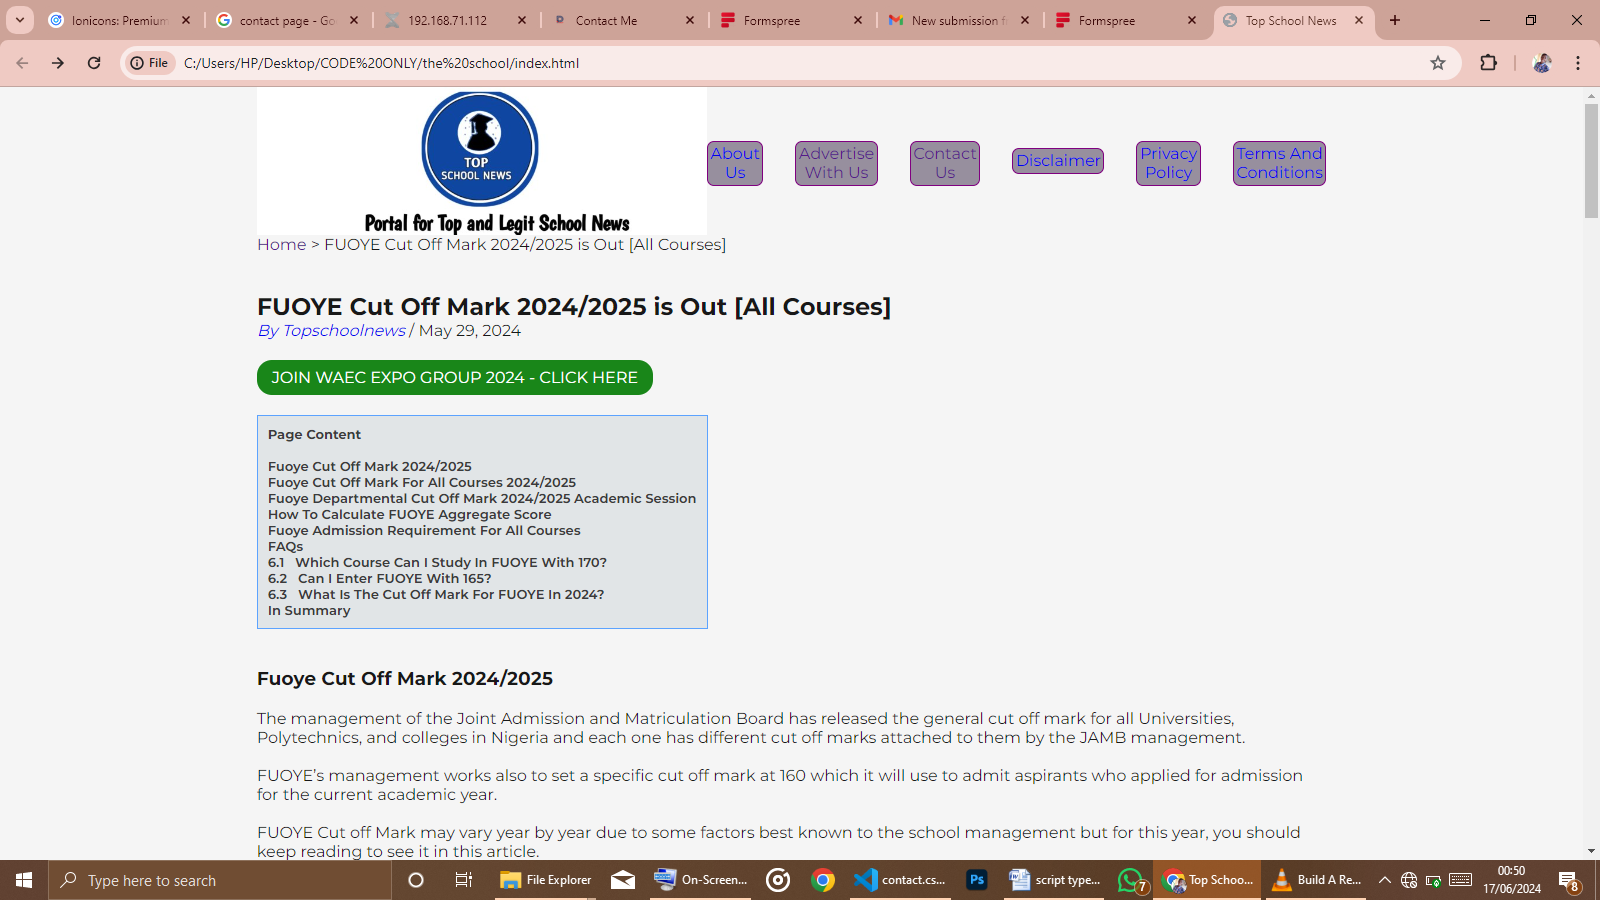 Ionicons: Premium
contact page - Go
192.168.71.112
Contact Me
Formspree
New submission f
Formspree
Top School News
File
C:/Users/HP/Desktop/CODE%20ONLY/the%20school/index.html
TOP
SCHOOL NEWS
Portal for Top and Legit School News
About
Us
Advertise
With Us
Contact
Us
Disclaimer
Privacy
Policy
Terms And
Conditions
Home > FUOYE Cut Off Mark 2024/2025 is Out [All Courses]
FUOYE Cut Off Mark 2024/2025 is Out [All Courses]
By Topschoolnews / May 29, 2024
JOIN WAEC EXPO GROUP 2024 - CLICK HERE
Page Content
Fuoye Cut Off Mark 2024/2025
Fuoye Cut Off Mark For All Courses 2024/2025
Fuoye Departmental Cut Off Mark 2024/2025 Academic Session
How To Calculate FUOYE Aggregate Score
Fuoye Admission Requirement For All Courses
FAQs
6.1 Which Course Can I Study In FUOYE With 170?
6.2 Can I Enter FUOYE With 165?
6.3 What Is The Cut Off Mark For FUOYE In 2024?
In Summary
Fuoye Cut Off Mark 2024/2025
The management of the Joint Admission and Matriculation Board has released the general cut off mark for all Universities,
Polytechnics, and colleges in Nigeria and each one has different cut off marks attached to them by the JAMB management.
FUOYE’s management works also to set a specific cut off mark at 160 which it will use to admit aspirants who applied for admission
for the current academic year.
FUOYE Cut off Mark may vary year by year due to some factors best known to the school management but for this year, you should
keep reading to see it in this article.
Type here to search
File Explorer
On-Screen...
contact.cs...
Ps
script type...
7
Top Schoo...
Build A Re...
00:50
17/06/2024
8